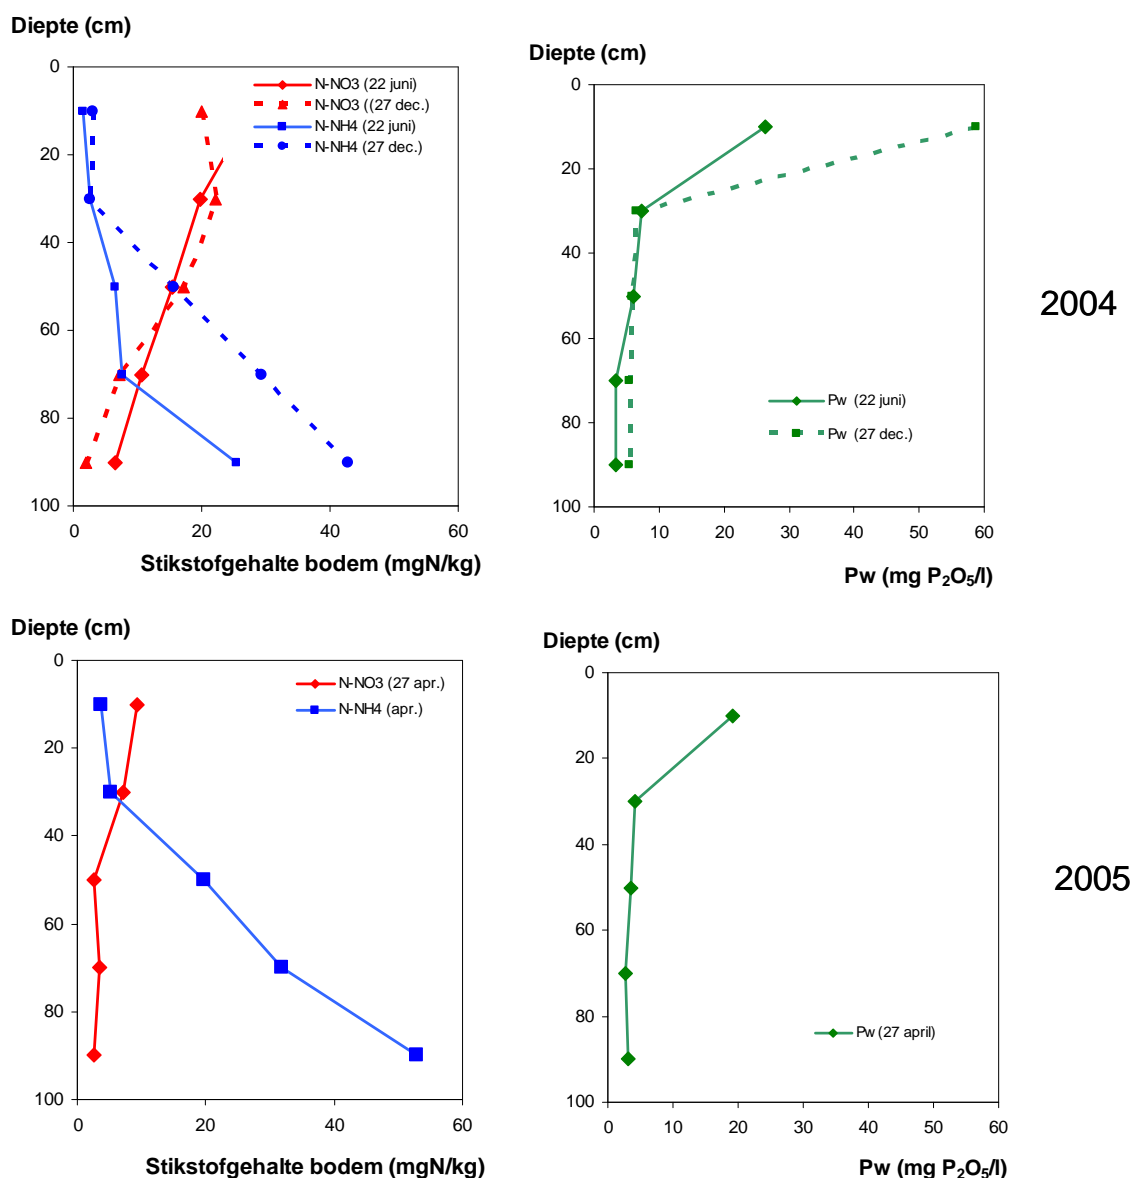 Diepte (cm)
0
20
40
60
80
100
0
20
40
60
N-NO3 (22 juni)
N-NO3 ((27 dec.)
N-NH4 (22 juni)
N-NH4 (27 dec.)
Stikstofgehalte bodem (mgN/kg)
Diepte (cm)
0
20
40
60
80
100
0
10
20
30
40
50
60
Pw (22 juni)
Pw (27 dec.)
Pw (mg P₂O₅/l)
2004
Diepte (cm)
0
20
40
60
80
100
0
20
40
60
N-NO3 (27 apr.)
N-NH4 (apr.)
Stikstofgehalte bodem (mgN/kg)
Diepte (cm)
0
20
40
60
80
100
0
10
20
30
40
50
60
Pw (27 april)
Pw (mg P₂O₅/l)
2005